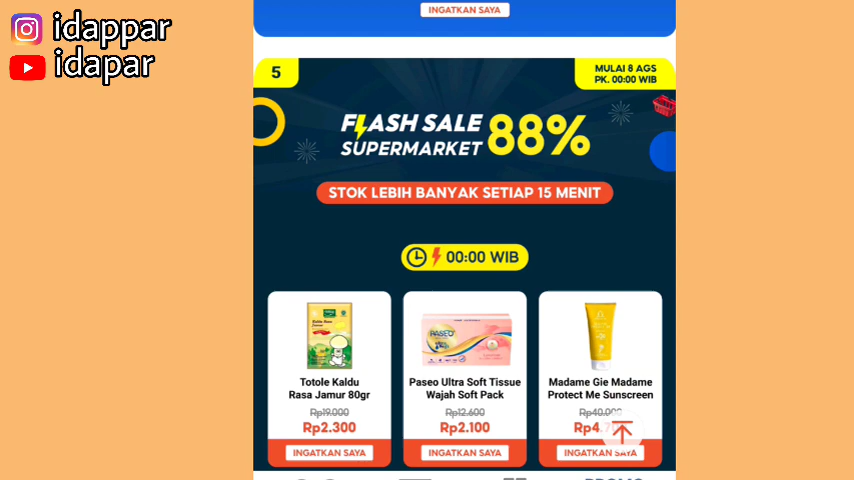 idappar
idapar
INGATKAN SAYA
5
MULAI 8 AGS
PK. 00:00 WIB
FLASH SALE
SUPERMARKET
88%
STOK LEBIH BANYAK SETIAP 15 MENIT
00:00 WIB
Totole Kaldu
Rasa Jamur 80gr
Rp19.000
Rp2.300
INGATKAN SAYA
PASEO
Paseo Ultra Soft Tissue
Wajah Soft Pack
Rp12.600
Rp2.100
INGATKAN SAYA
Madame Gie Madame
Protect Me Sunscreen
INGATKAN SAYA